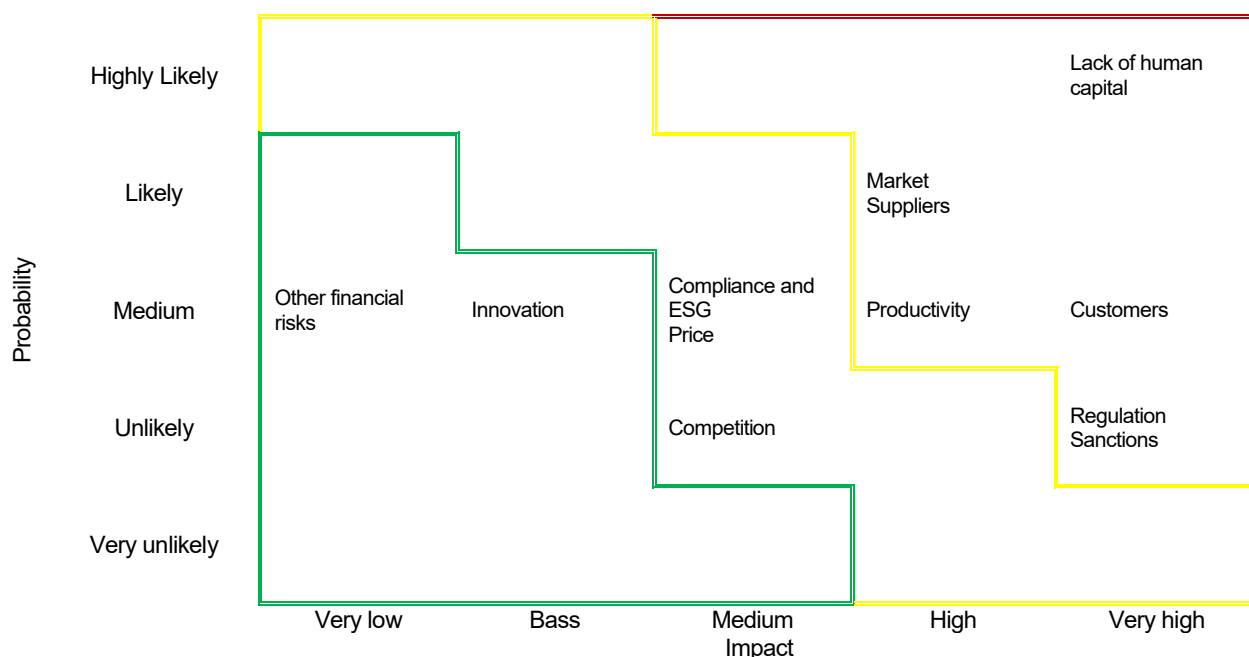 Highly Likely
Lack of human
capital
Likely
Market
Suppliers
Probability
Medium
Other financial
risks
Innovation
Compliance and
ESG
Price
Productivity
Customers
Unlikely
Competition
Regulation
Sanctions
Very unlikely
Very low
Bass
Medium
High
Very high
Impact